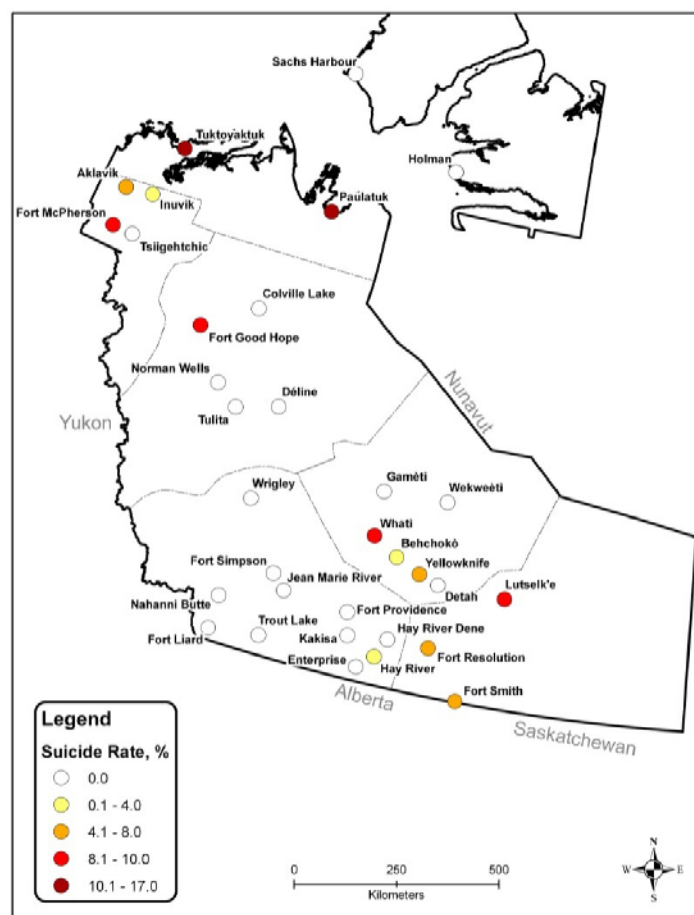 Sachs Harbour
Tuktoyaktuk
Holman
Aklavik
Inuvik
Paulatuk
Fort McPherson
Tsiigehtchic
Colville Lake
Fort Good Hope
Norman Wells
Déline
Tulita
Yukon
Nunavut
Gamèti
Wekweèti
Wrigley
Whati
Behchokò
Yellowknife
Fort Simpson
Jean Marie River
Detah
Lutselk'e
Nahanni Butte
Fort Providence
Trout Lake
Kakisa
Hay River Dene
Fort Liard
Fort Resolution
Enterprise
Hay River
Fort Smith
Alberta
Saskatchewan
Legend
Suicide Rate, %
0.0
0.1 - 4.0
4.1 - 8.0
8.1 - 10.0
10.1 - 17.0
0 250 500
Kilometers
N
W E
S